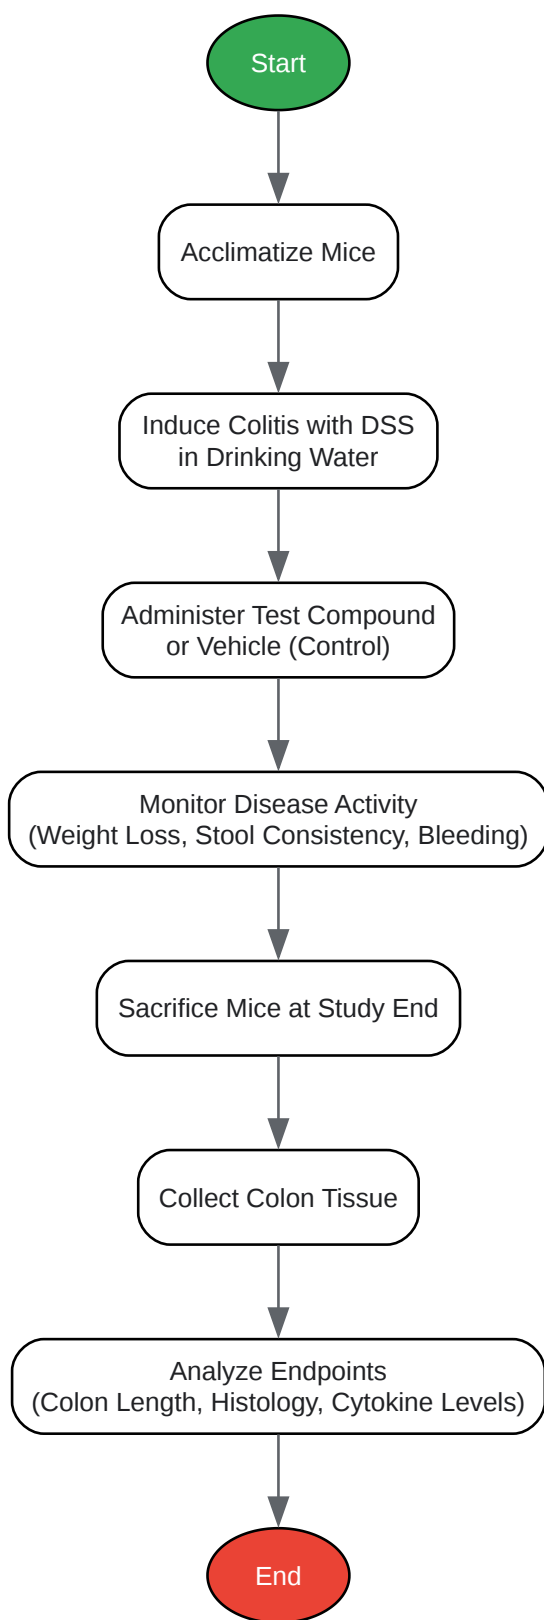 Start
Acclimatize Mice
Induce Colitis with DSS
in Drinking Water
Administer Test Compound
or Vehicle (Control)
Monitor Disease Activity
(Weight Loss, Stool Consistency, Bleeding)
Sacrifice Mice at Study End
Collect Colon Tissue
Analyze Endpoints
(Colon Length, Histology, Cytokine Levels)
End